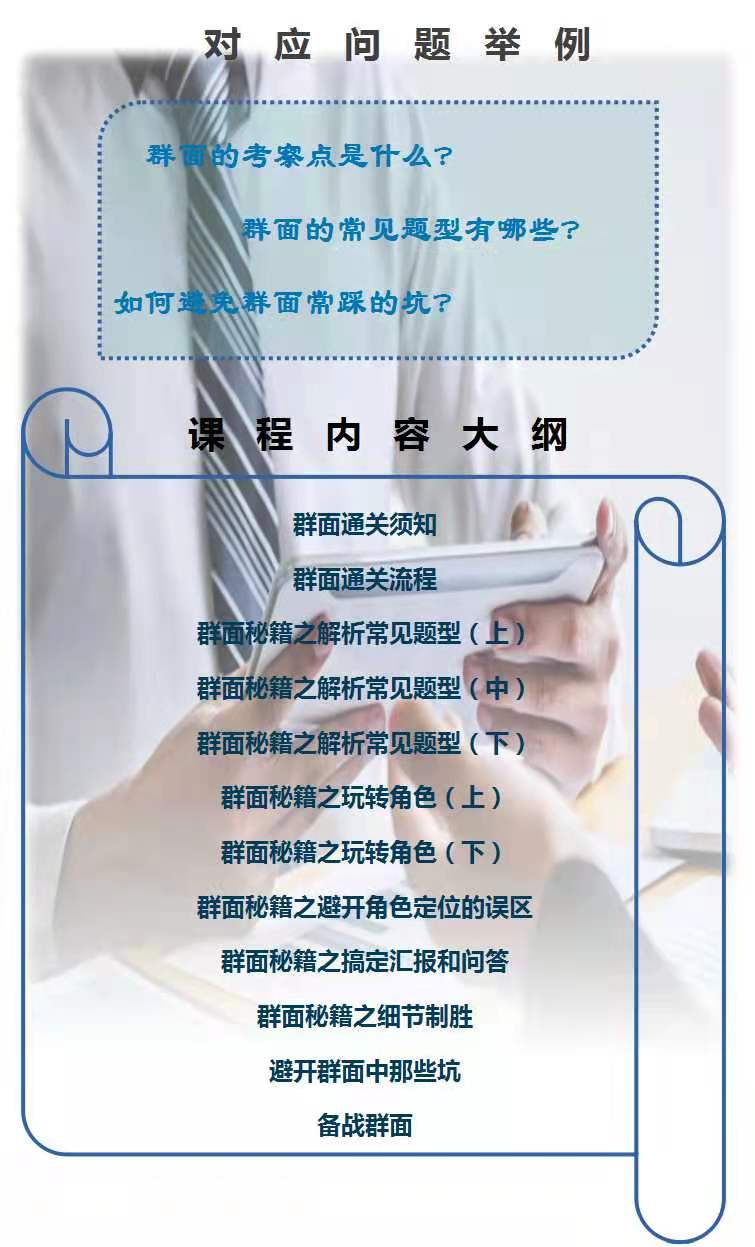 对应问题举例
群面的考察点是什么?
群面的常见题型有哪些?
如何避免群面常踩的坑?
课程内容大纲
群面通关须知
群面通关流程
群面秘籍之解析常见题型（上）
群面秘籍之解析常见题型（中）
群面秘籍之解析常见题型（下）
群面秘籍之玩转角色（上）
群面秘籍之玩转角色（下）
群面秘籍之避开角色定位的误区
群面秘籍之搞定汇报和问答
群面秘籍之细节制胜
避开群面中那些坑
备战群面